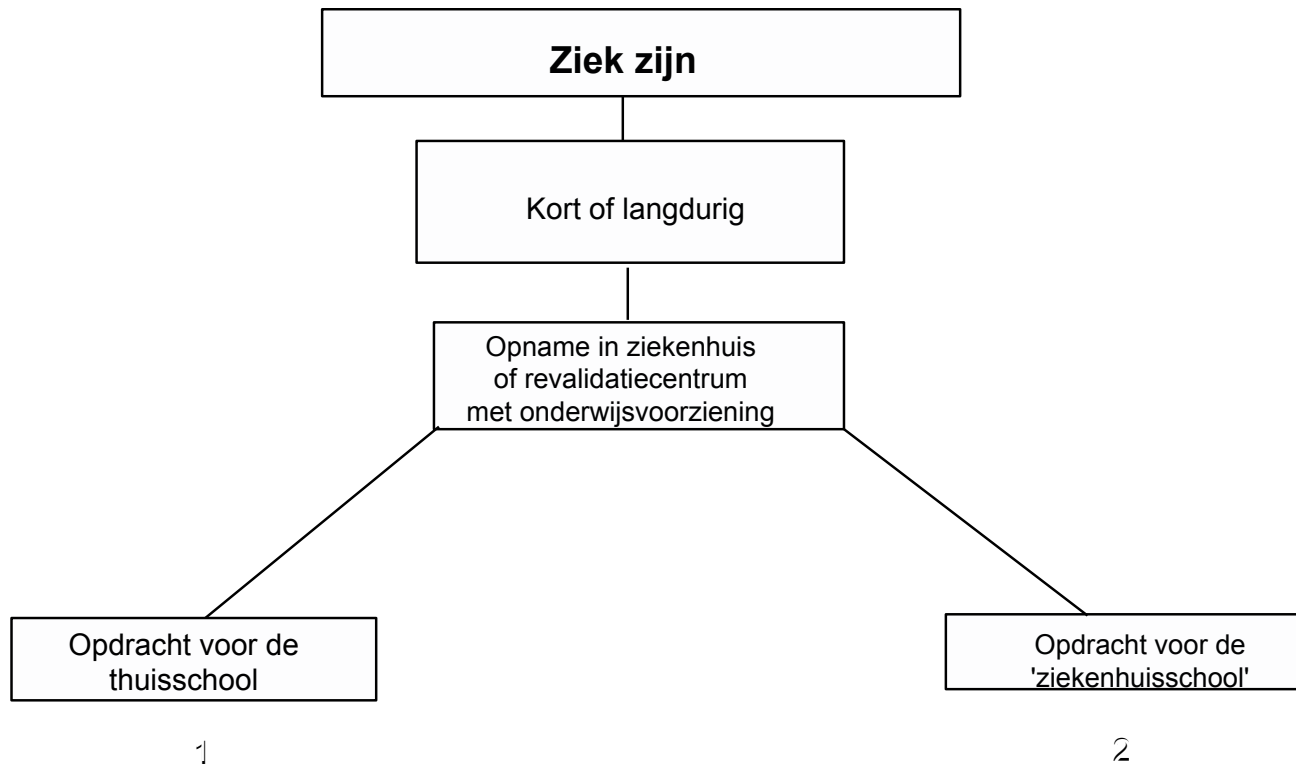 Ziek zijn
Kort of langdurig
Opname in ziekenhuis
of revalidatiecentrum
met onderwijsvoorziening
Opdracht voor de
thuisschool
Opdracht voor de
'ziekenhuisschool'
1
2